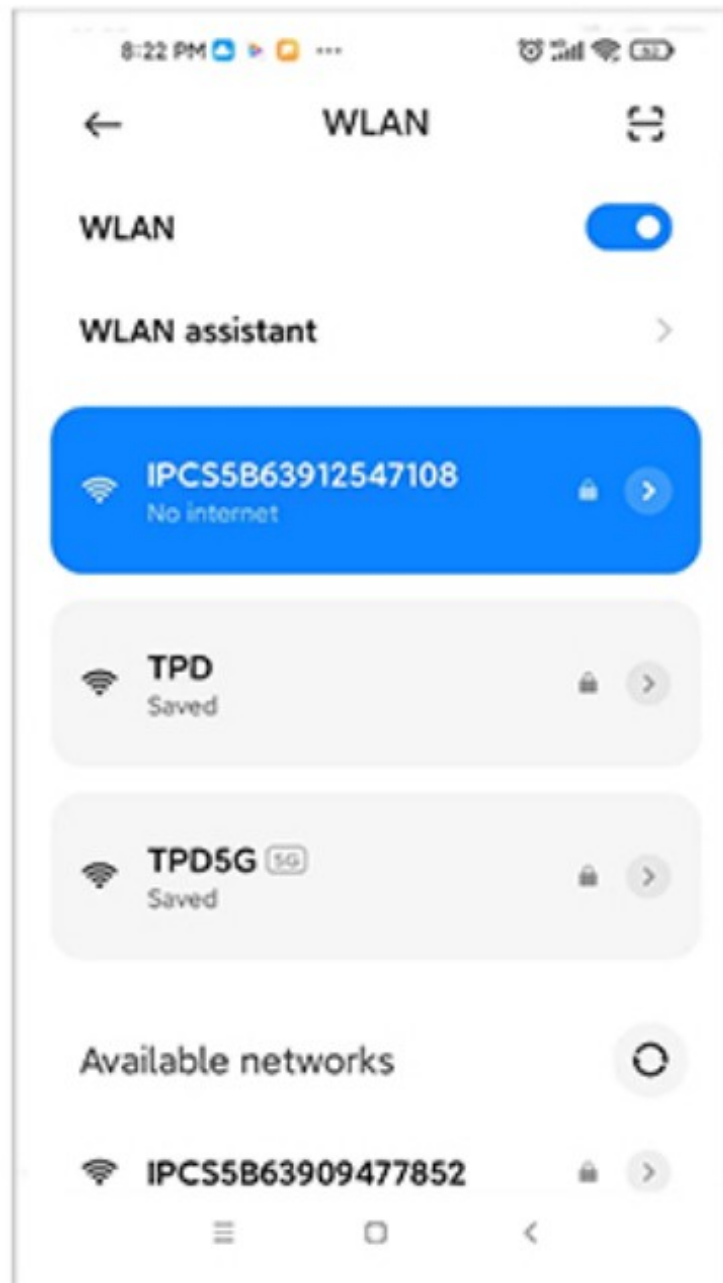 8:22 PM ...
WLAN
WLAN
WLAN assistant
IPCS5B63912547108
No internet
TPD
Saved
TPD5G 5G
Saved
Available networks
IPCS5B63909477852